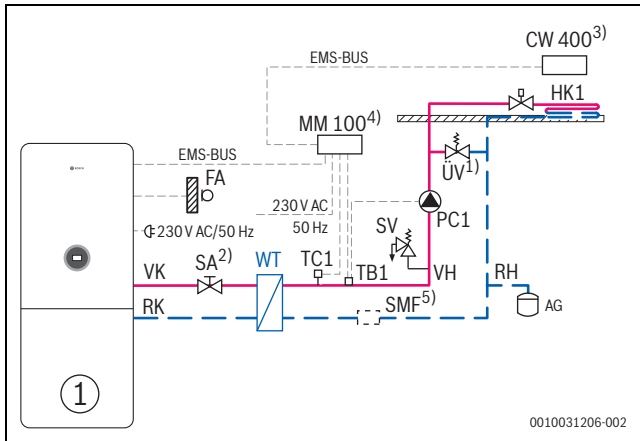 CW 400³⁾
EMS-BUS
HK1
MM 100⁴⁾
EMS-BUS
ÜV¹⁾
FA
230 V AC
50 Hz
PC1
230 V AC/50 Hz
SV
SA²⁾
WT
TC1
TB1
VK
VH
RH
RK
SMF⁵⁾
AG
1
0010031206-002